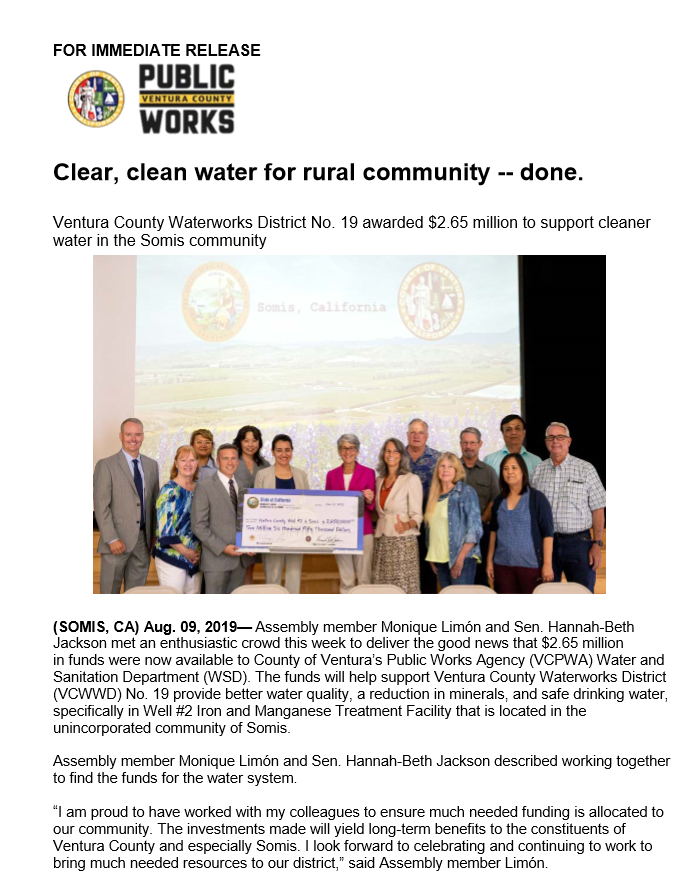 FOR IMMEDIATE RELEASE
PUBLIC
VENTURA COUNTY
WORKS
Clear, clean water for rural community -- done.
Ventura County Waterworks District No. 19 awarded $2.65 million to support cleaner
water in the Somis community
Somis, California
State of California
Two Million Six Hundred Fifty Thousand Dollars
(SOMIS, CA) Aug. 09, 2019— Assembly member Monique Limón and Sen. Hannah-Beth
Jackson met an enthusiastic crowd this week to deliver the good news that $2.65 million
in funds were now available to County of Ventura’s Public Works Agency (VCPWA) Water and
Sanitation Department (WSD). The funds will help support Ventura County Waterworks District
(VCWWD) No. 19 provide better water quality, a reduction in minerals, and safe drinking water,
specifically in Well #2 Iron and Manganese Treatment Facility that is located in the
unincorporated community of Somis.
Assembly member Monique Limón and Sen. Hannah-Beth Jackson described working together
to find the funds for the water system.
“I am proud to have worked with my colleagues to ensure much needed funding is allocated to
our community. The investments made will yield long-term benefits to the constituents of
Ventura County and especially Somis. I look forward to celebrating and continuing to work to
bring much needed resources to our district,” said Assembly member Limón.